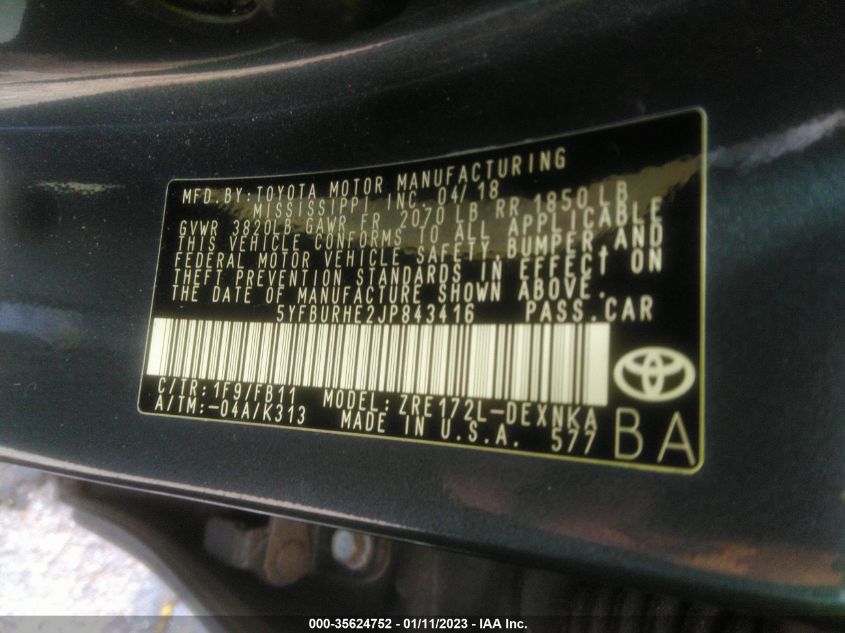 MFD.BY:TOYOTA MOTOR MANUFACTURING
MISSISSIPPI INC. 04/18
GVWR 3820LB GAWR FR 2070 LB RR 1850 LB
THIS VEHICLE CONFORMS TO ALL APPLICABLE
FEDERAL MOTOR VEHICLE SAFETY,BUMPER,AND
THEFT PREVENTION STANDARDS IN EFFECT ON
THE DATE OF MANUFACTURE SHOWN ABOVE.
5YFBURHE2JP843416 PASS.CAR
C/TR:1F9/FB11 MODEL:ZRE172L-DEXNKA
A/TM:-04A/K313 MADE IN U.S.A. 577 BA
000-35624752 - 01/11/2023 - IAA Inc.